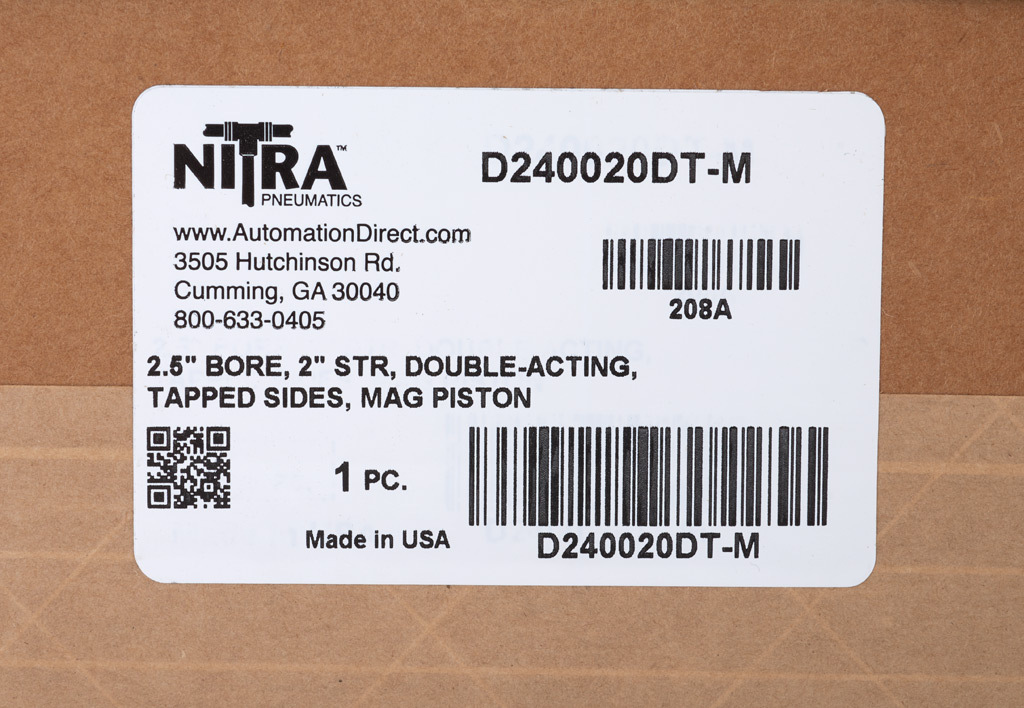 NITRA™
PNEUMATICS
D240020DT-M
www.AutomationDirect.com
3505 Hutchinson Rd.
Cumming, GA 30040
800-633-0405
208A
2.5" BORE, 2" STR, DOUBLE-ACTING,
TAPPED SIDES, MAG PISTON
1 PC.
Made in USA
D240020DT-M